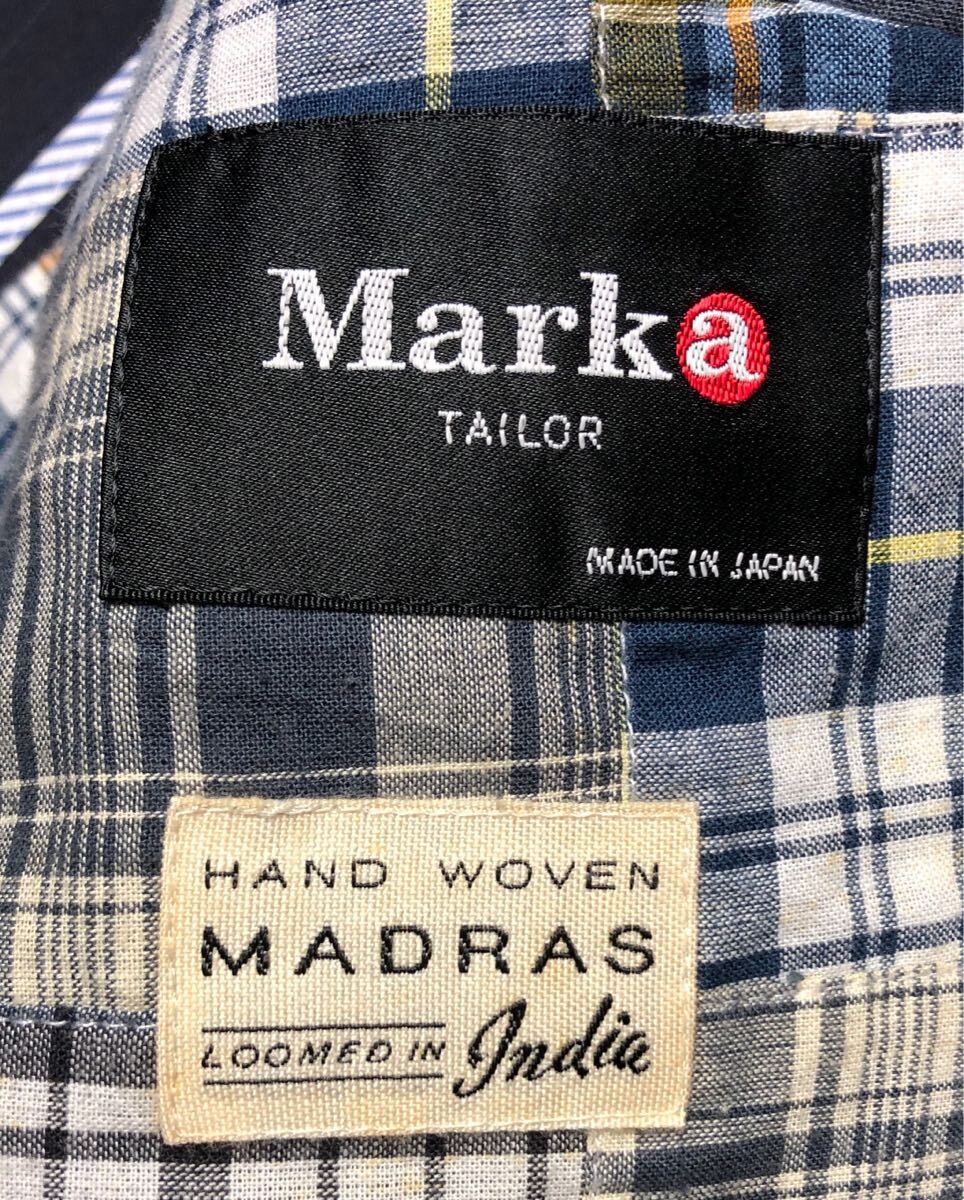 Marka
TAILOR
MADE IN JAPAN
HAND WOVEN
MADRAS
LOOMED IN India